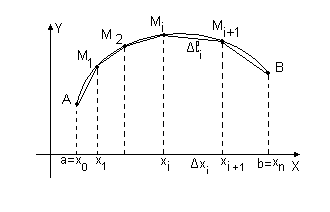 Y
M₁ M₂ Mᵢ Mᵢ₊₁
Δℓᵢ
A B
a=x₀ x₁ xᵢ Δxᵢ xᵢ₊₁ b=xₙ X